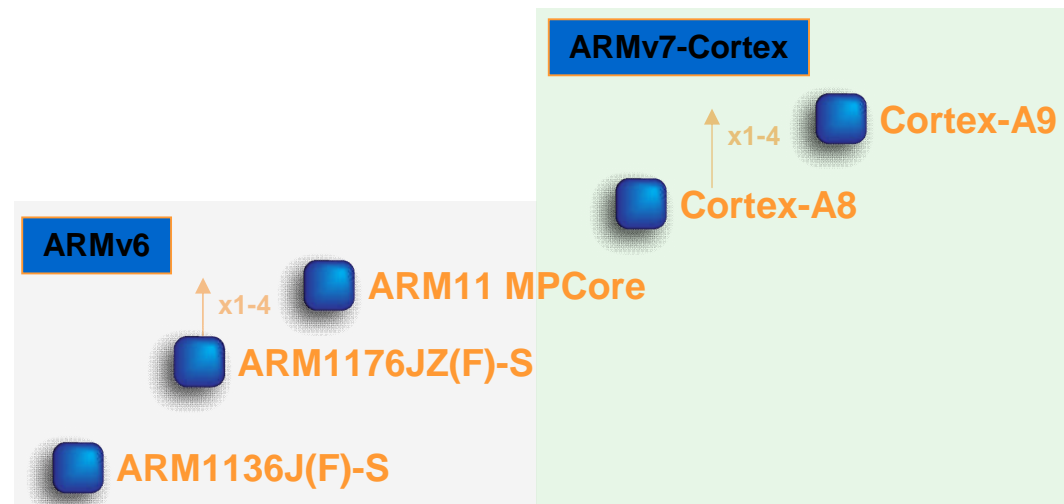 ARMv7-Cortex
Cortex-A9
x1-4
Cortex-A8
ARMv6
ARM11 MPCore
x1-4
ARM1176JZ(F)-S
ARM1136J(F)-S